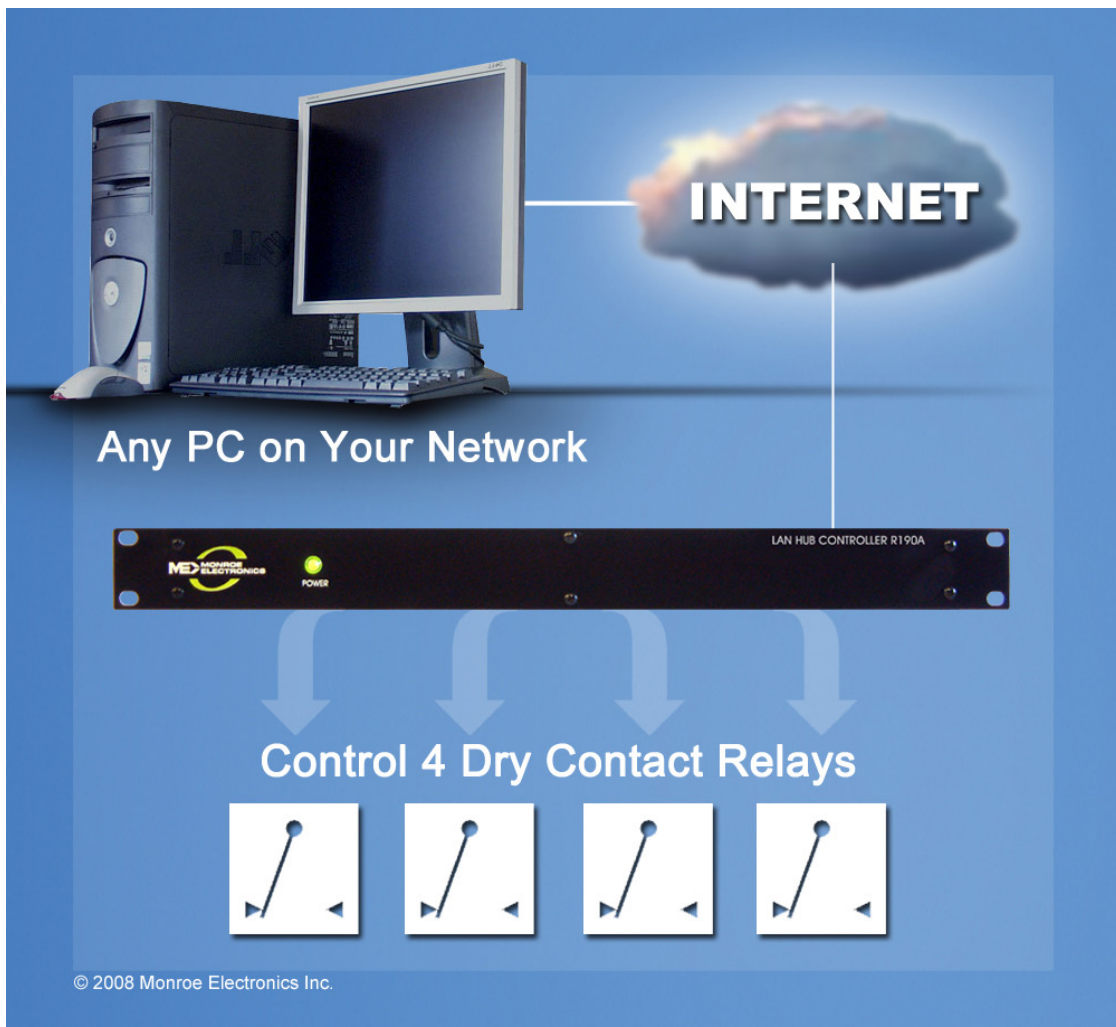 INTERNET
Any PC on Your Network
LAN HUB CONTROLLER R190A
MONROE
ELECTRONICS
POWER
Control 4 Dry Contact Relays
© 2008 Monroe Electronics Inc.